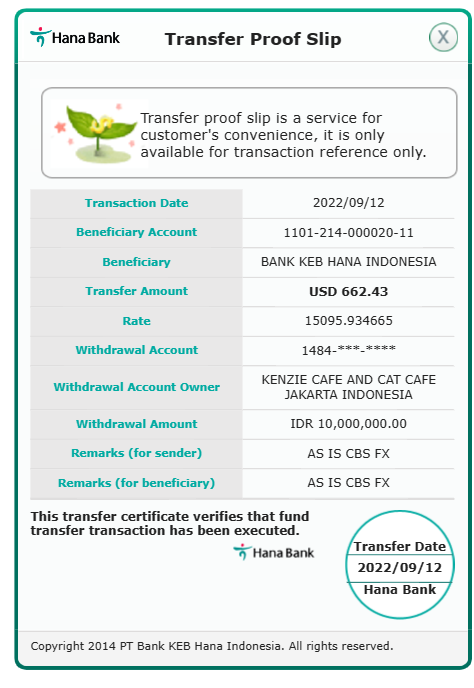 Hana Bank
Transfer Proof Slip
X
Transfer proof slip is a service for
customer's convenience, it is only
available for transaction reference only.
Transaction Date 2022/09/12
Beneficiary Account 1101-214-000020-11
Beneficiary BANK KEB HANA INDONESIA
Transfer Amount USD 662.43
Rate 15095.934665
Withdrawal Account 1484-***-****
Withdrawal Account Owner KENZIE CAFE AND CAT CAFE
JAKARTA INDONESIA
Withdrawal Amount IDR 10,000,000.00
Remarks (for sender) AS IS CBS FX
Remarks (for beneficiary) AS IS CBS FX
This transfer certificate verifies that fund
transfer transaction has been executed.
Hana Bank
Transfer Date
2022/09/12
Hana Bank
Copyright 2014 PT Bank KEB Hana Indonesia. All rights reserved.